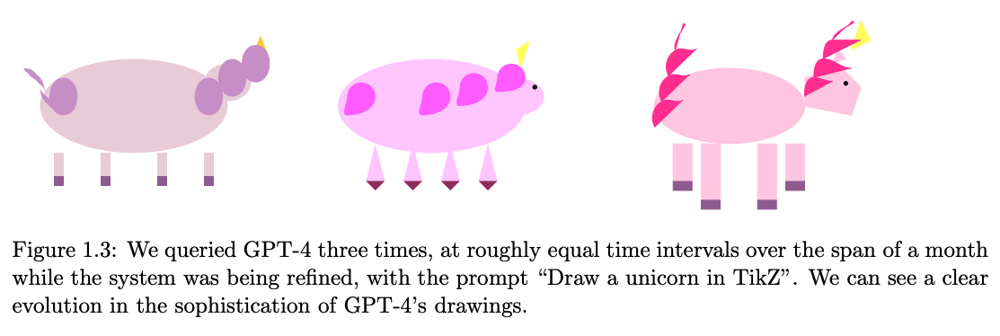 Figure 1.3: We queried GPT-4 three times, at roughly equal time intervals over the span of a month
while the system was being refined, with the prompt “Draw a unicorn in TikZ”. We can see a clear
evolution in the sophistication of GPT-4’s drawings.